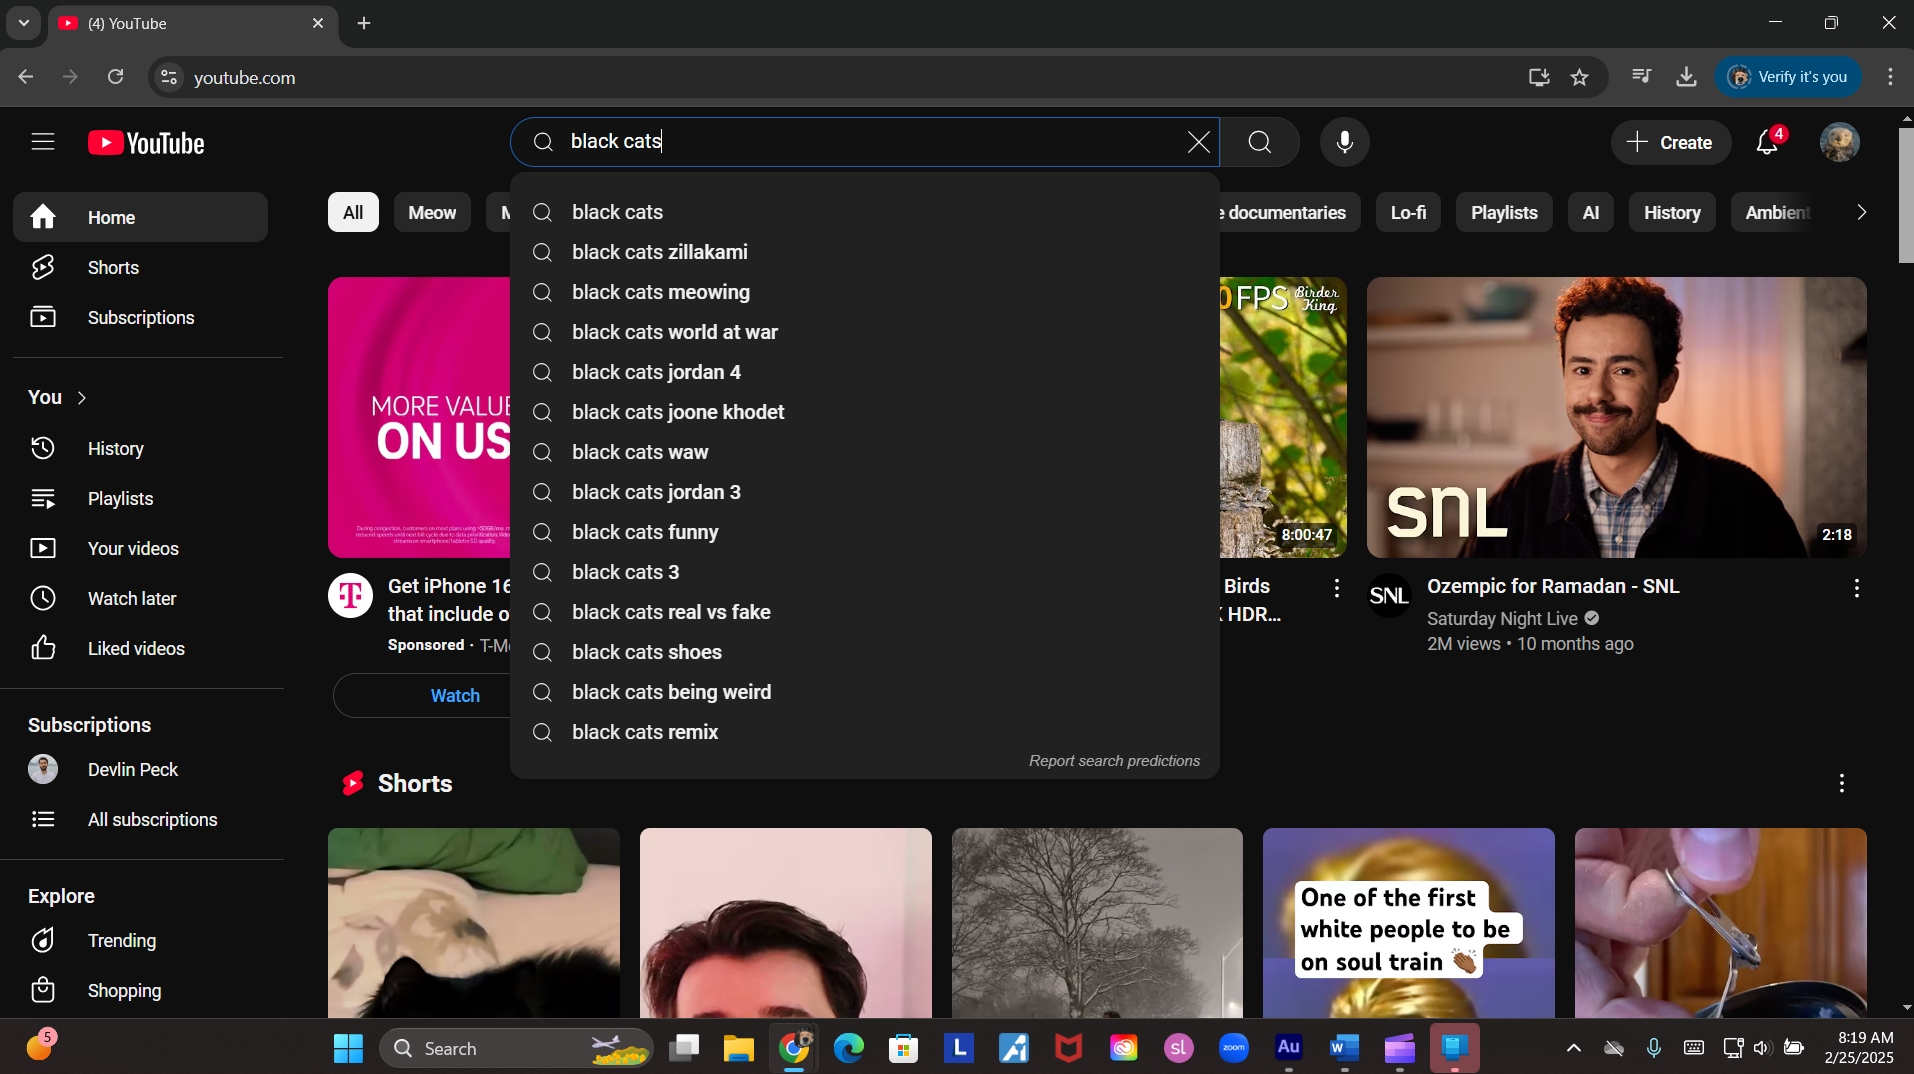 (4) YouTube
youtube.com
Verify it's you
YouTube
black cats
Create
4
Home
Shorts
Subscriptions
You
History
Playlists
Your videos
Watch later
Liked videos
Subscriptions
Devlin Peck
All subscriptions
Explore
Trending
Shopping
All
Meow
documentaries
Lo-fi
Playlists
AI
History
Ambient
black cats
black cats zillakami
black cats meowing
black cats world at war
black cats jordan 4
black cats joone khodet
black cats waw
black cats jordan 3
black cats funny
black cats 3
black cats real vs fake
black cats shoes
black cats being weird
black cats remix
Report search predictions
MORE VALUE
ON US
T
Get iPhone 16
that include
Sponsored ·
Watch
FPS Birder
King
8:00:47
Birds
HDR...
SNL
2:18
SNL
Ozempic for Ramadan - SNL
Saturday Night Live
2M views • 10 months ago
Shorts
One of the first
white people to be
on soul train
5
Search
L
sl
zoom
Au
W
8:19 AM
2/25/2025